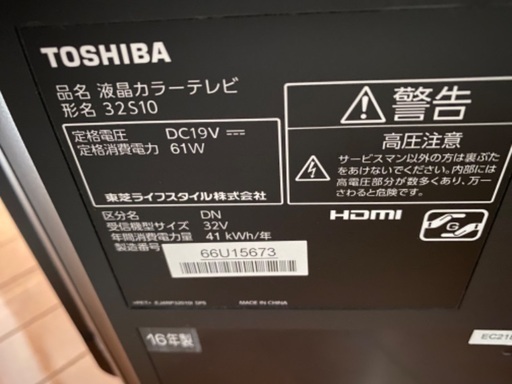 TOSHIBA
品名 液晶カラーテレビ
形名 32S10
定格電圧 DC19V
定格消費電力 61W
東芝ライフスタイル株式会社
区分名 DN
受信機型サイズ 32V
年間消費電力量 41 kWh/年
製造番号
66U15673
MADE IN CHINA
16年製
警告
高圧注意
サービスマン以外の方は裏ぶた
をあけないでください。内部には
高電圧部分が数多くあり、万一
さわると危険です。
HDMI
G